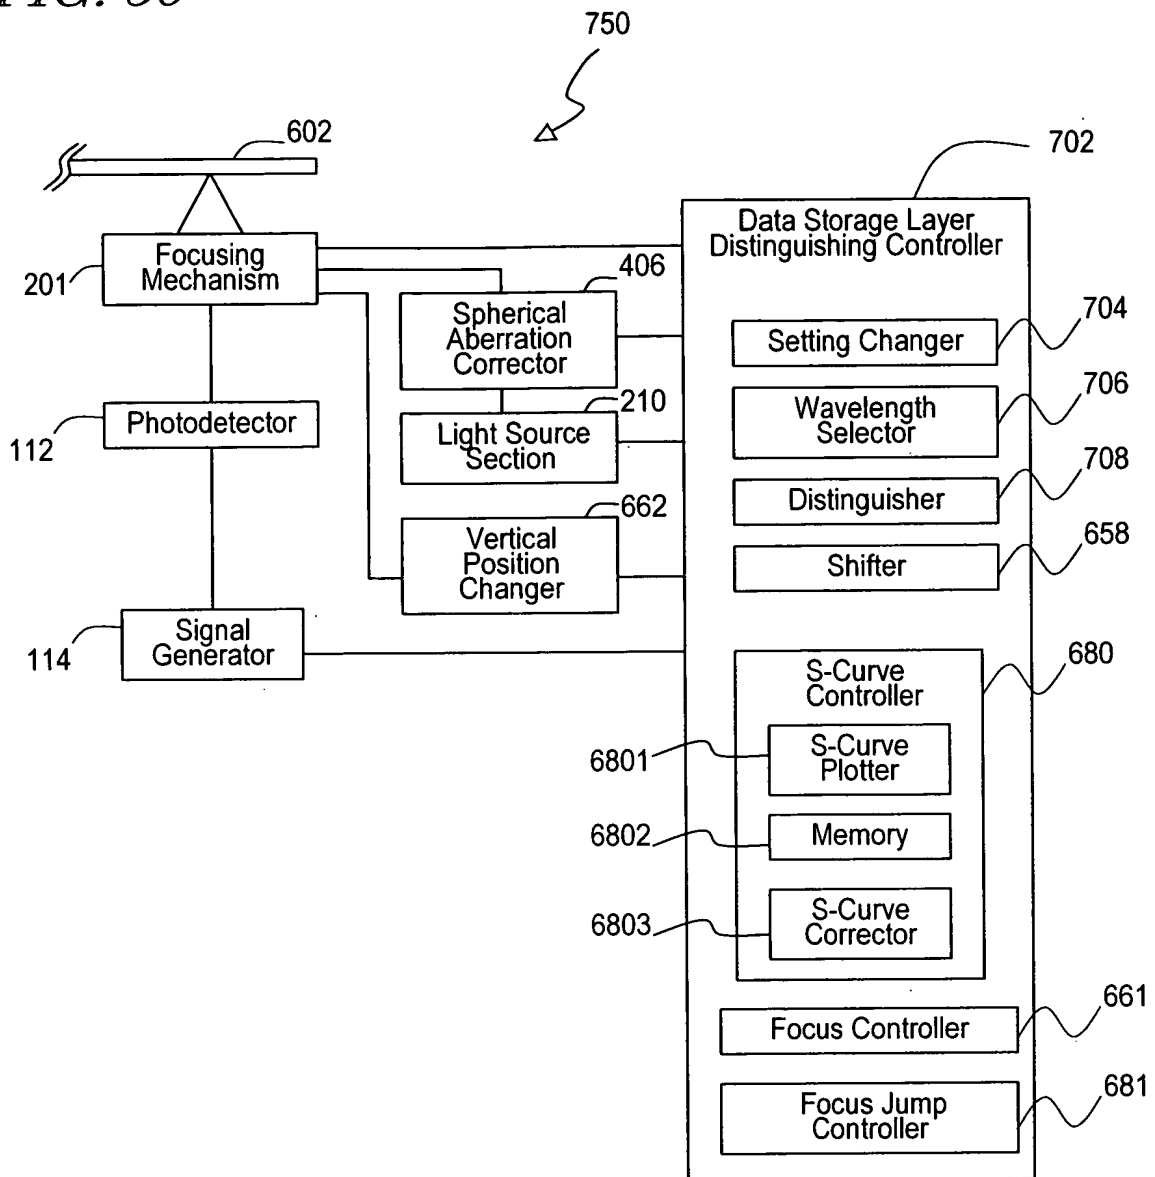 750
602
702
Data Storage Layer
Distinguishing Controller
Focusing
Mechanism
201
406
Spherical
Aberration
Corrector
704
Setting Changer
706
Wavelength
Selector
210
Light Source
Section
Photodetector
112
708
Distinguisher
662
Vertical
Position
Changer
658
Shifter
Signal
Generator
114
680
S-Curve
Controller
6801
S-Curve
Plotter
6802
Memory
6803
S-Curve
Corrector
661
Focus Controller
681
Focus Jump
Controller